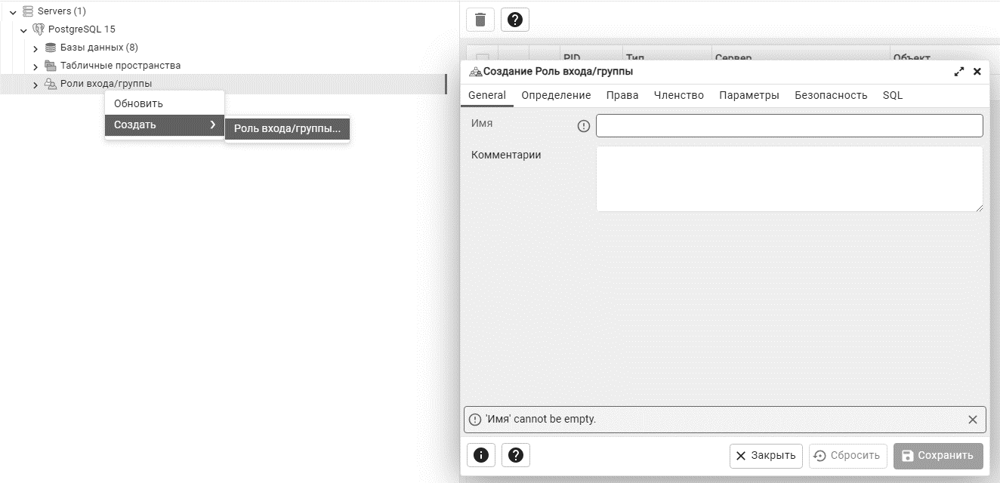 Servers (1)
PostgreSQL 15
Базы данных (8)
Табличные пространства
Роли входа/группы
Обновить
Создать
Роль входа/группы...
PID Тип Сервер Объект
Создание Роль входа/группы
General Определение Права Членство Параметры Безопасность SQL
Имя
Комментарии
'Имя' cannot be empty.
Закрыть Сбросить Сохранить